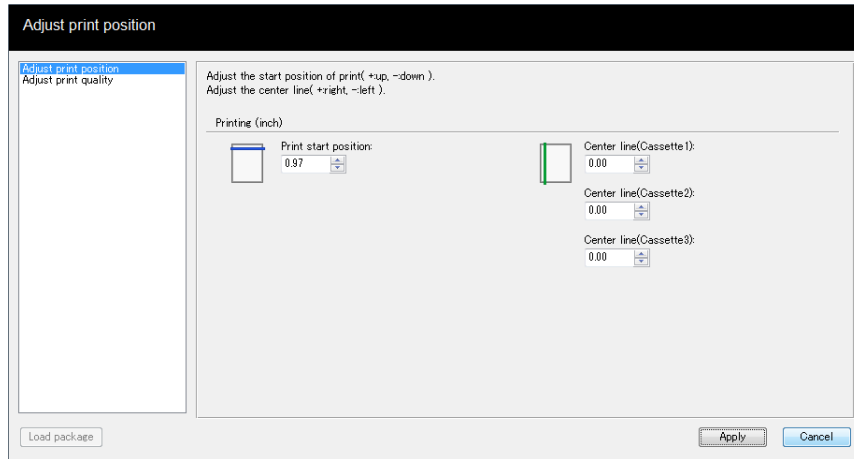 Adjust print position
Adjust print position
Adjust print quality
Adjust the start position of print( +:up, -:down ).
Adjust the center line( +:right, -:left ).
Printing (inch)
Print start position:
0.97
Center line(Cassette1):
0.00
Center line(Cassette2):
0.00
Center line(Cassette3):
0.00
Load package
Apply
Cancel